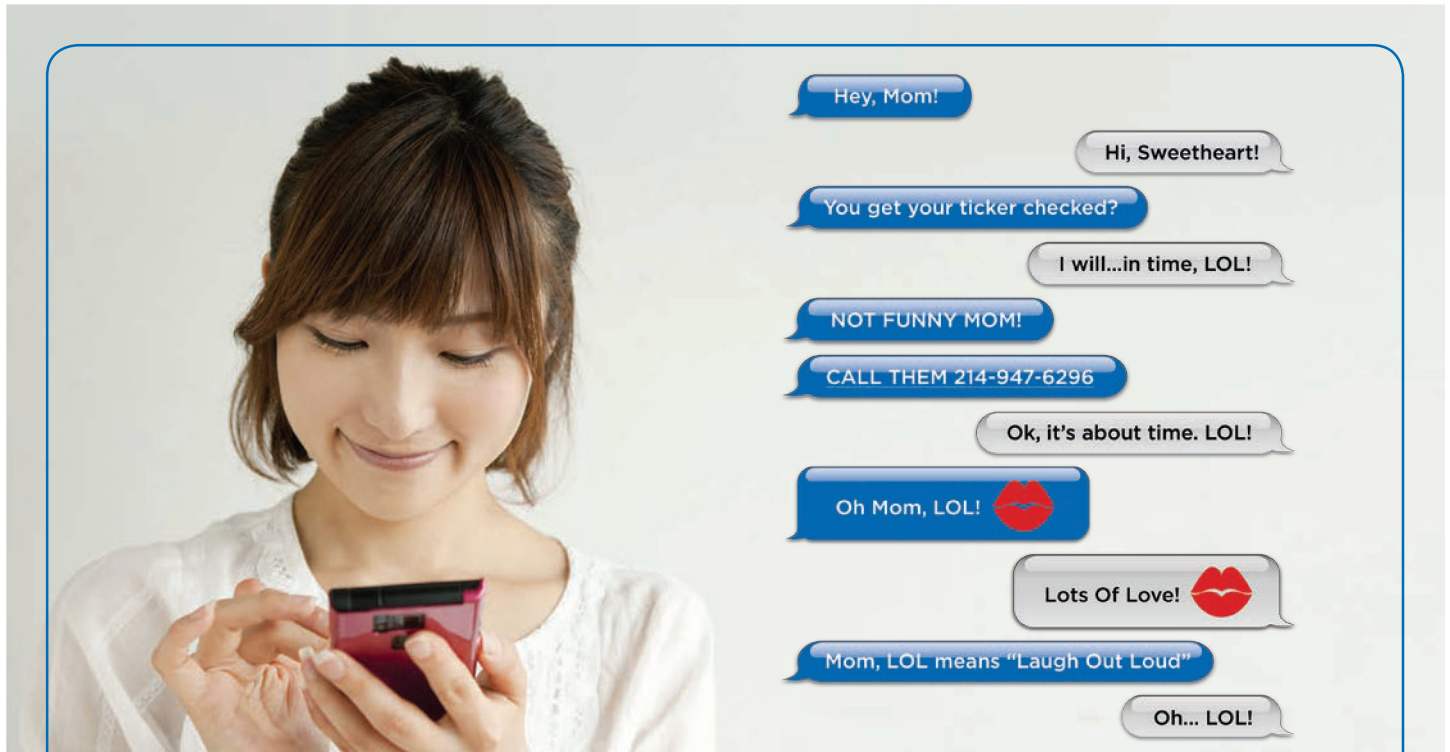 Hey, Mom!
Hi, Sweetheart!
You get your ticker checked?
I will...in time, LOL!
NOT FUNNY MOM!
CALL THEM 214-947-6296
Ok, it's about time. LOL!
Oh Mom, LOL!
Lots Of Love!
Mom, LOL means “Laugh Out Loud”
Oh... LOL!